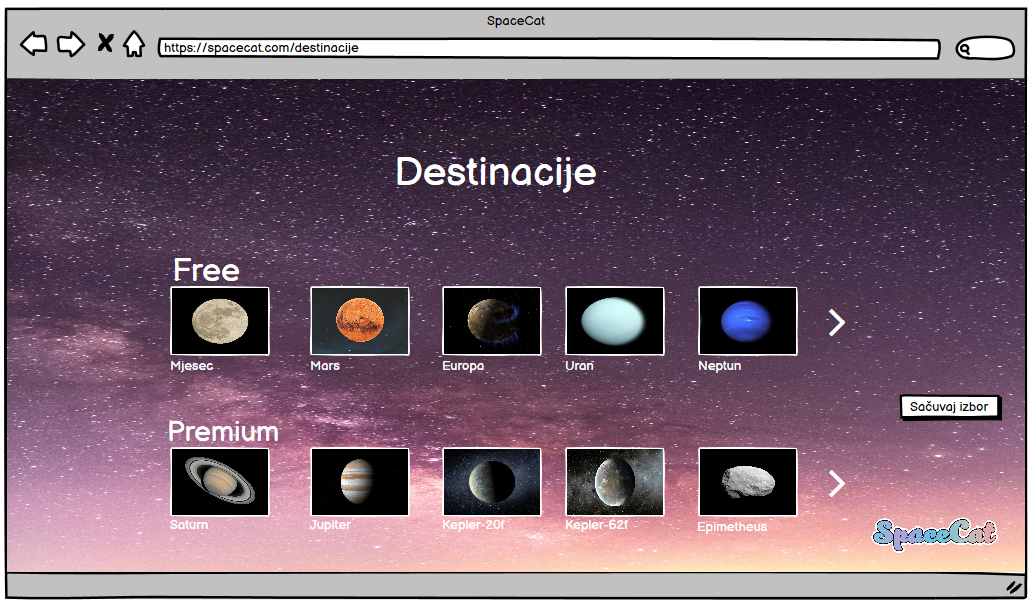 SpaceCat
https://spacecat.com/destinacije
Destinacije
Free
Mjesec Mars Europa Uran Neptun
Sačuvaj izbor
Premium
Saturn Jupiter Kepler-20f Kepler-62f Epimetheus
SpaceCat